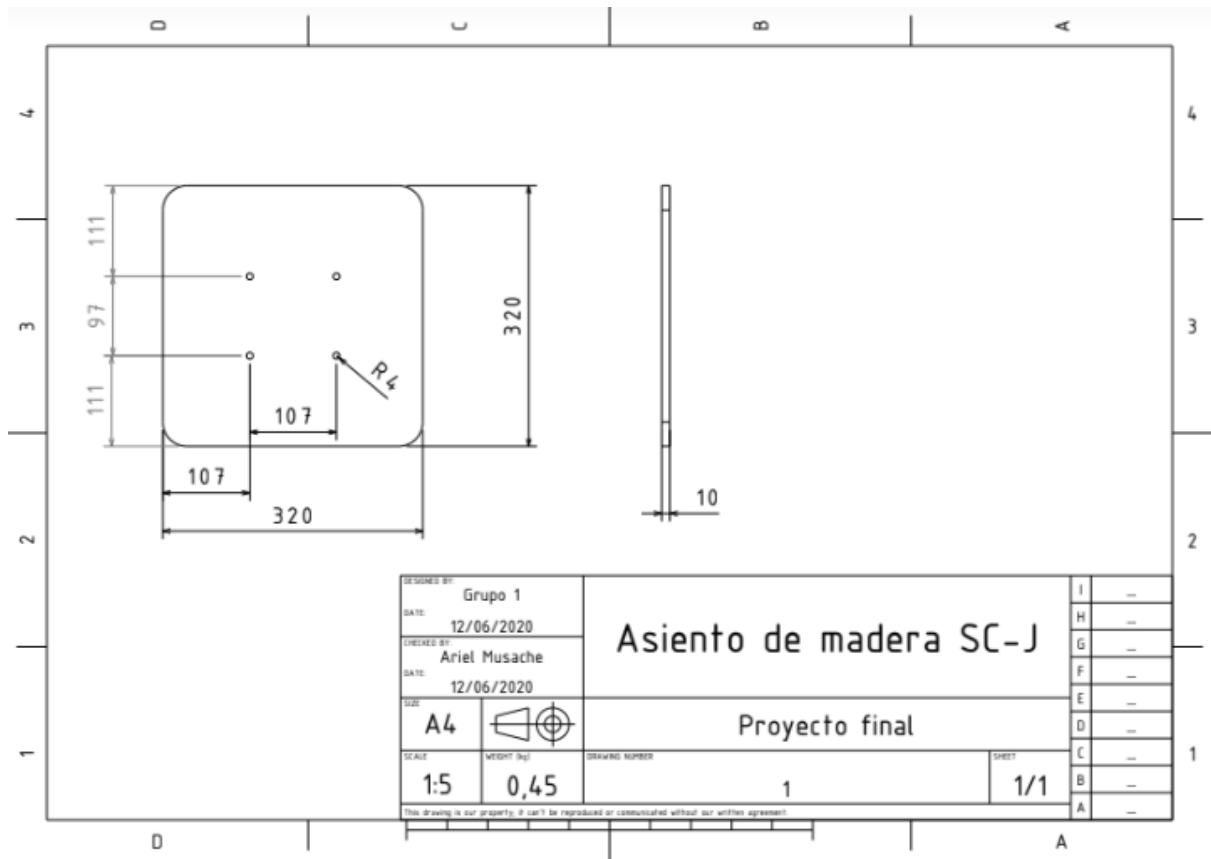 D C B A
4 4
111
97
3 320 3
R4
111
107
107
10
320
2 2
DESIGNED BY:
Grupo 1
DATE:
12/06/2020
CHECKED BY:
Ariel Musache
DATE:
12/06/2020
Asiento de madera SC-J
SIZE
A4
Proyecto final
SCALE
1:5
WEIGHT (kg)
0,45
DRAWING NUMBER
1
SHEET
1/1
I _
H _
G _
F _
E _
D _
C _
B _
A _
1 1
This drawing is our property; it can't be reproduced or communicated without our written agreement.
D A